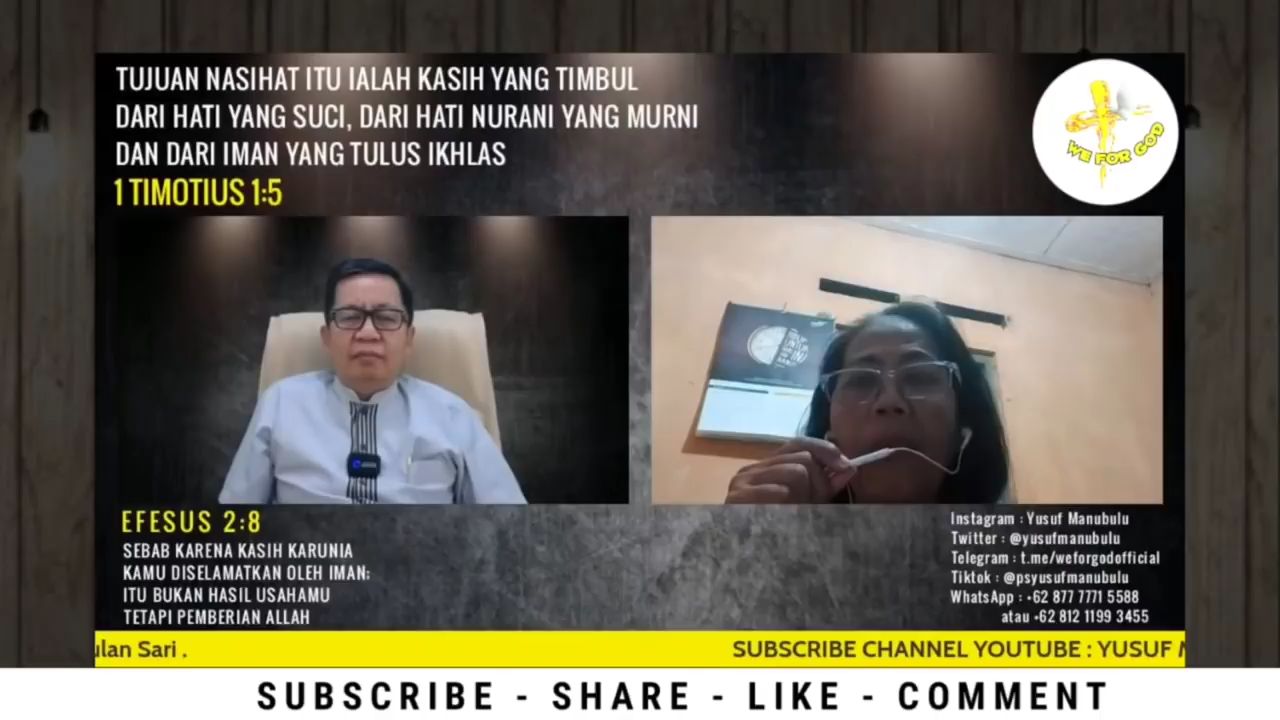 TUJUAN NASIHAT ITU IALAH KASIH YANG TIMBUL
DARI HATI YANG SUCI, DARI HATI NURANI YANG MURNI
DAN DARI IMAN YANG TULUS IKHLAS
1 TIMOTIUS 1:5
WE FOR GOD
EFESUS 2:8
SEBAB KARENA KASIH KARUNIA
KAMU DISELAMATKAN OLEH IMAN:
ITU BUKAN HASIL USAHAMU
TETAPI PEMBERIAN ALLAH
Instagram : Yusuf Manubulu
Twitter : @yusufmanubulu
Telegram : t.me/weforgodofficial
Tiktok : @psyusufmanubulu
WhatsApp : +62 877 7771 5588
atau +62 812 1199 3455
ulan Sari . SUBSCRIBE CHANNEL YOUTUBE : YUSUF
SUBSCRIBE - SHARE - LIKE - COMMENT